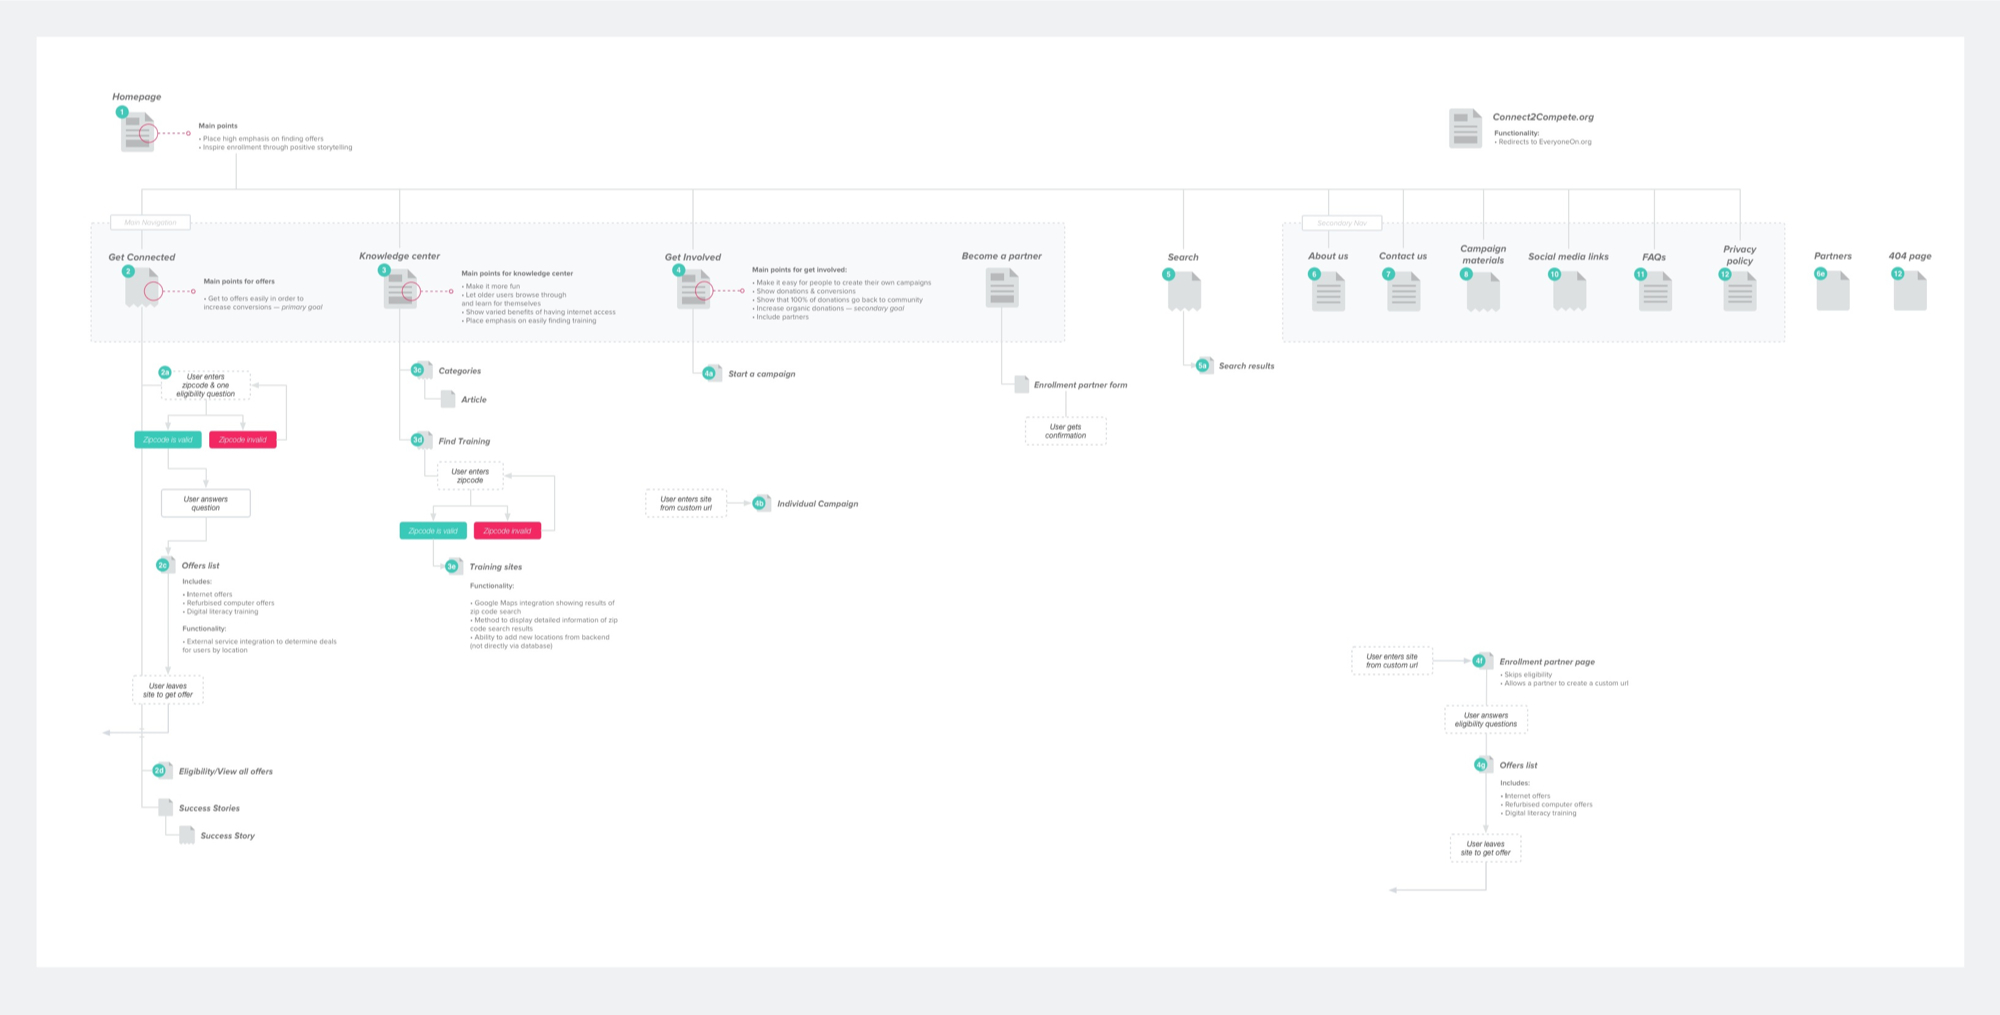 Homepage
1
Main points
• Place high emphasis on finding offers
• Inspire enrollment through positive storytelling
Connect2Compete.org
Functionality:
• Redirects to EveryoneOn.org
Main Navigation
Get Connected
2
Main points for offers
• Get to offers easily in order to
increase conversions — primary goal
Knowledge center
3
Main points for knowledge center
• Make it more fun
• Let older users browse through
and learn for themselves
• Show varied benefits of having internet access
• Place emphasis on easily finding training
Get Involved
4
Main points for get involved:
• Make it easy for people to create their own campaigns
• Show donations & conversions
• Show that 100% of donations go back to community
• Increase organic donations — secondary goal
• Include partners
Become a partner
Search
5
Secondary Nav
About us
6
Contact us
7
Campaign
materials
8
Social media links
10
FAQs
11
Privacy
policy
12
Partners
6e
404 page
12
2a
User enters
zipcode & one
eligibility question
Zipcode is valid
Zipcode invalid
User answers
question
2c
Offers list
Includes:
• Internet offers
• Refurbised computer offers
• Digital literacy training
Functionality:
• External service integration to determine deals
for users by location
User leaves
site to get offer
2d
Eligibility/View all offers
Success Stories
Success Story
3c
Categories
Article
3d
Find Training
User enters
zipcode
Zipcode is valid
Zipcode invalid
3e
Training sites
Functionality:
• Google Maps integration showing results of
zip code search
• Method to display detailed information of zip
code search results
• Ability to add new locations from backend
(not directly via database)
4a
Start a campaign
User enters site
from custom url
4b
Individual Campaign
Enrollment partner form
User gets
confirmation
5a
Search results
User enters site
from custom url
4f
Enrollment partner page
• Skips eligibility
• Allows a partner to create a custom url
User answers
eligibility questions
4g
Offers list
Includes:
• Internet offers
• Refurbised computer offers
• Digital literacy training
User leaves
site to get offer